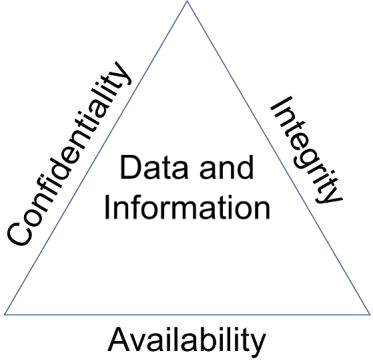 Confidentiality
Integrity
Data and
Information
Availability